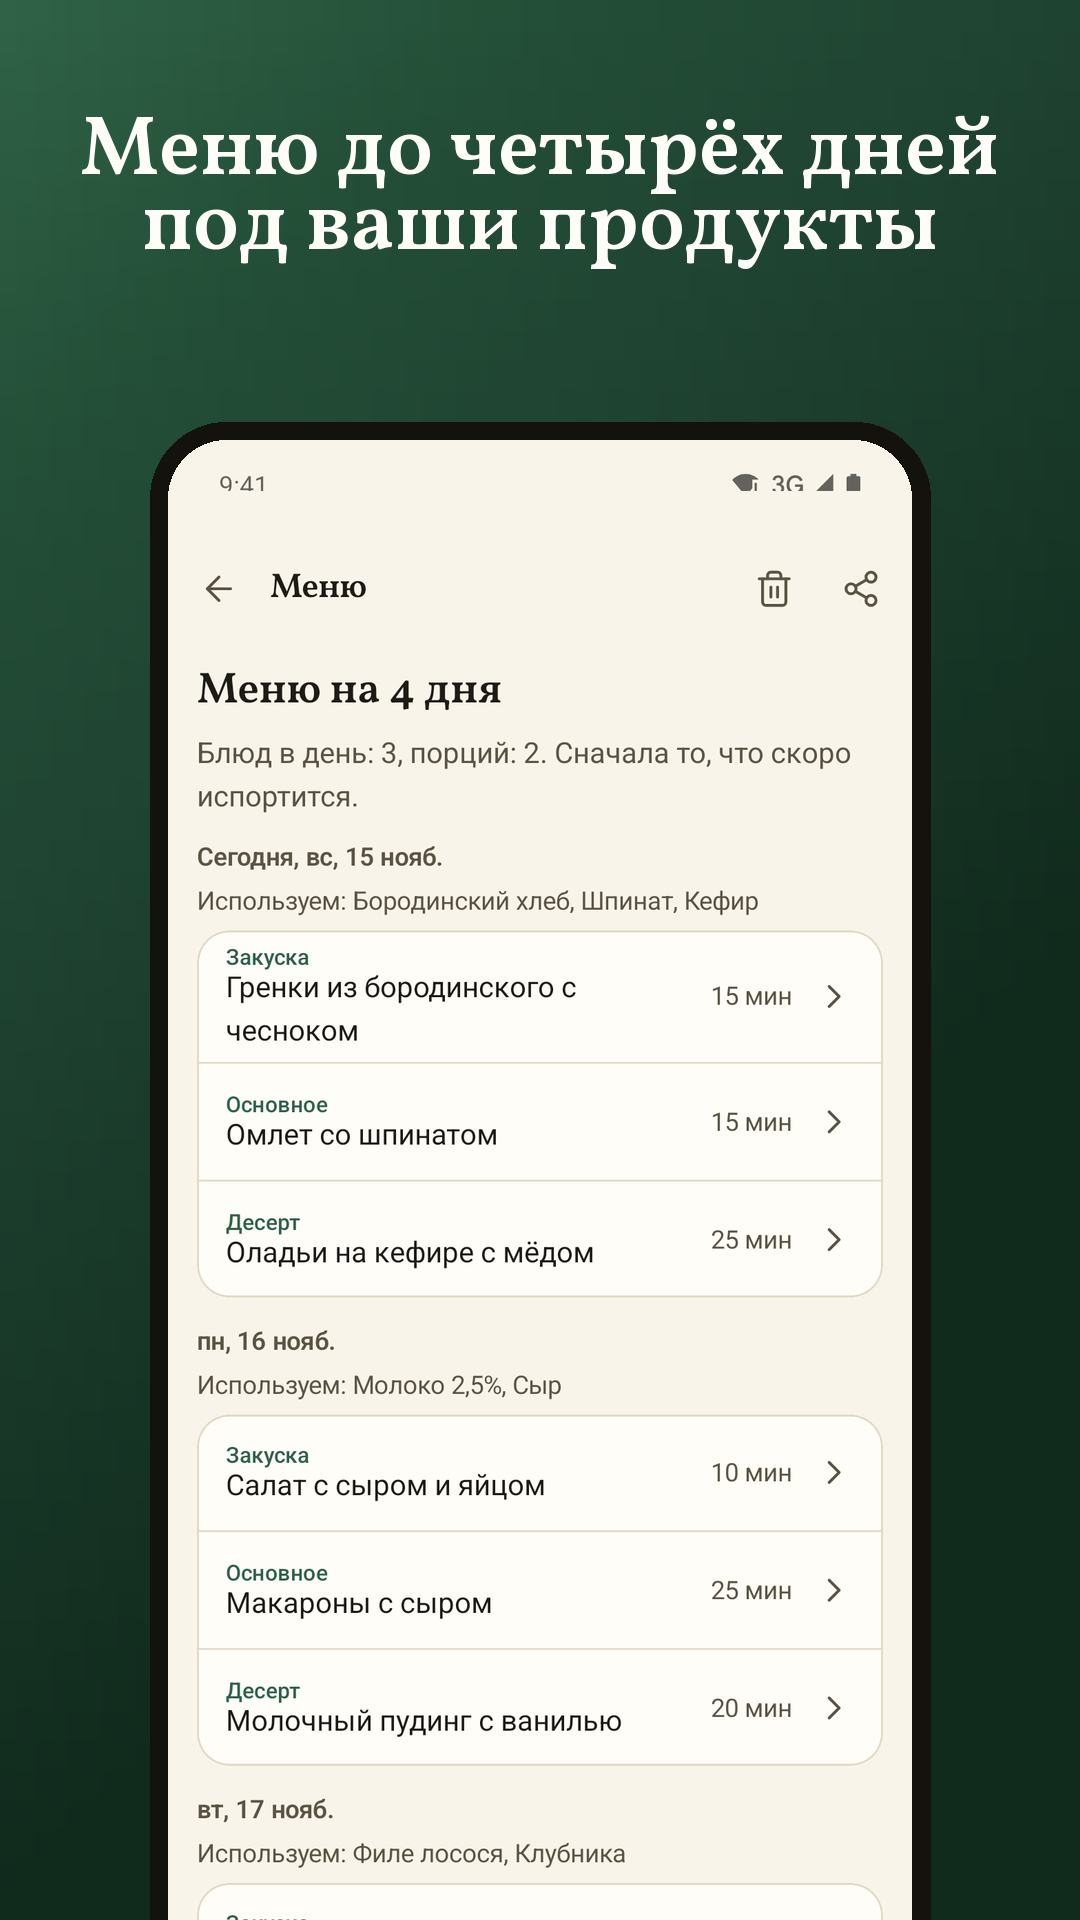 Меню до четырёх дней
под ваши продукты
9:41
3G
Меню
Меню на 4 дня
Блюд в день: 3, порций: 2. Сначала то, что скоро
испортится.
Сегодня, вс, 15 нояб.
Используем: Бородинский хлеб, Шпинат, Кефир
Закуска
Гренки из бородинского с
чесноком
15 мин
Основное
Омлет со шпинатом
15 мин
Десерт
Оладьи на кефире с мёдом
25 мин
пн, 16 нояб.
Используем: Молоко 2,5%, Сыр
Закуска
Салат с сыром и яйцом
10 мин
Основное
Макароны с сыром
25 мин
Десерт
Молочный пудинг с ванилью
20 мин
вт, 17 нояб.
Используем: Филе лосося, Клубника